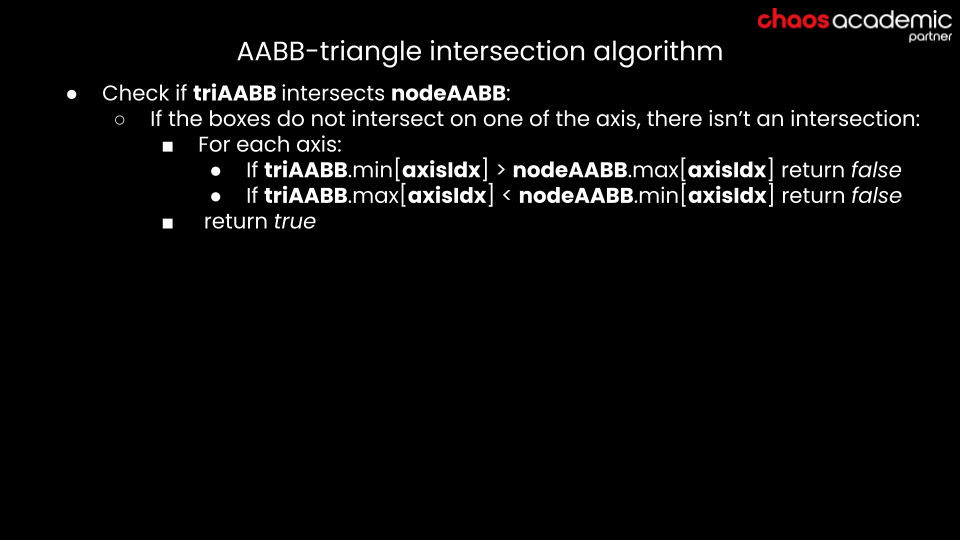 chaosacademic
partner
AABB-triangle intersection algorithm
● Check if triAABB intersects nodeAABB:
○ If the boxes do not intersect on one of the axis, there isn't an intersection:
■ For each axis:
● If triAABB.min[axisIdx] > nodeAABB.max[axisIdx] return false
● If triAABB.max[axisIdx] < nodeAABB.min[axisIdx] return false
■ return true